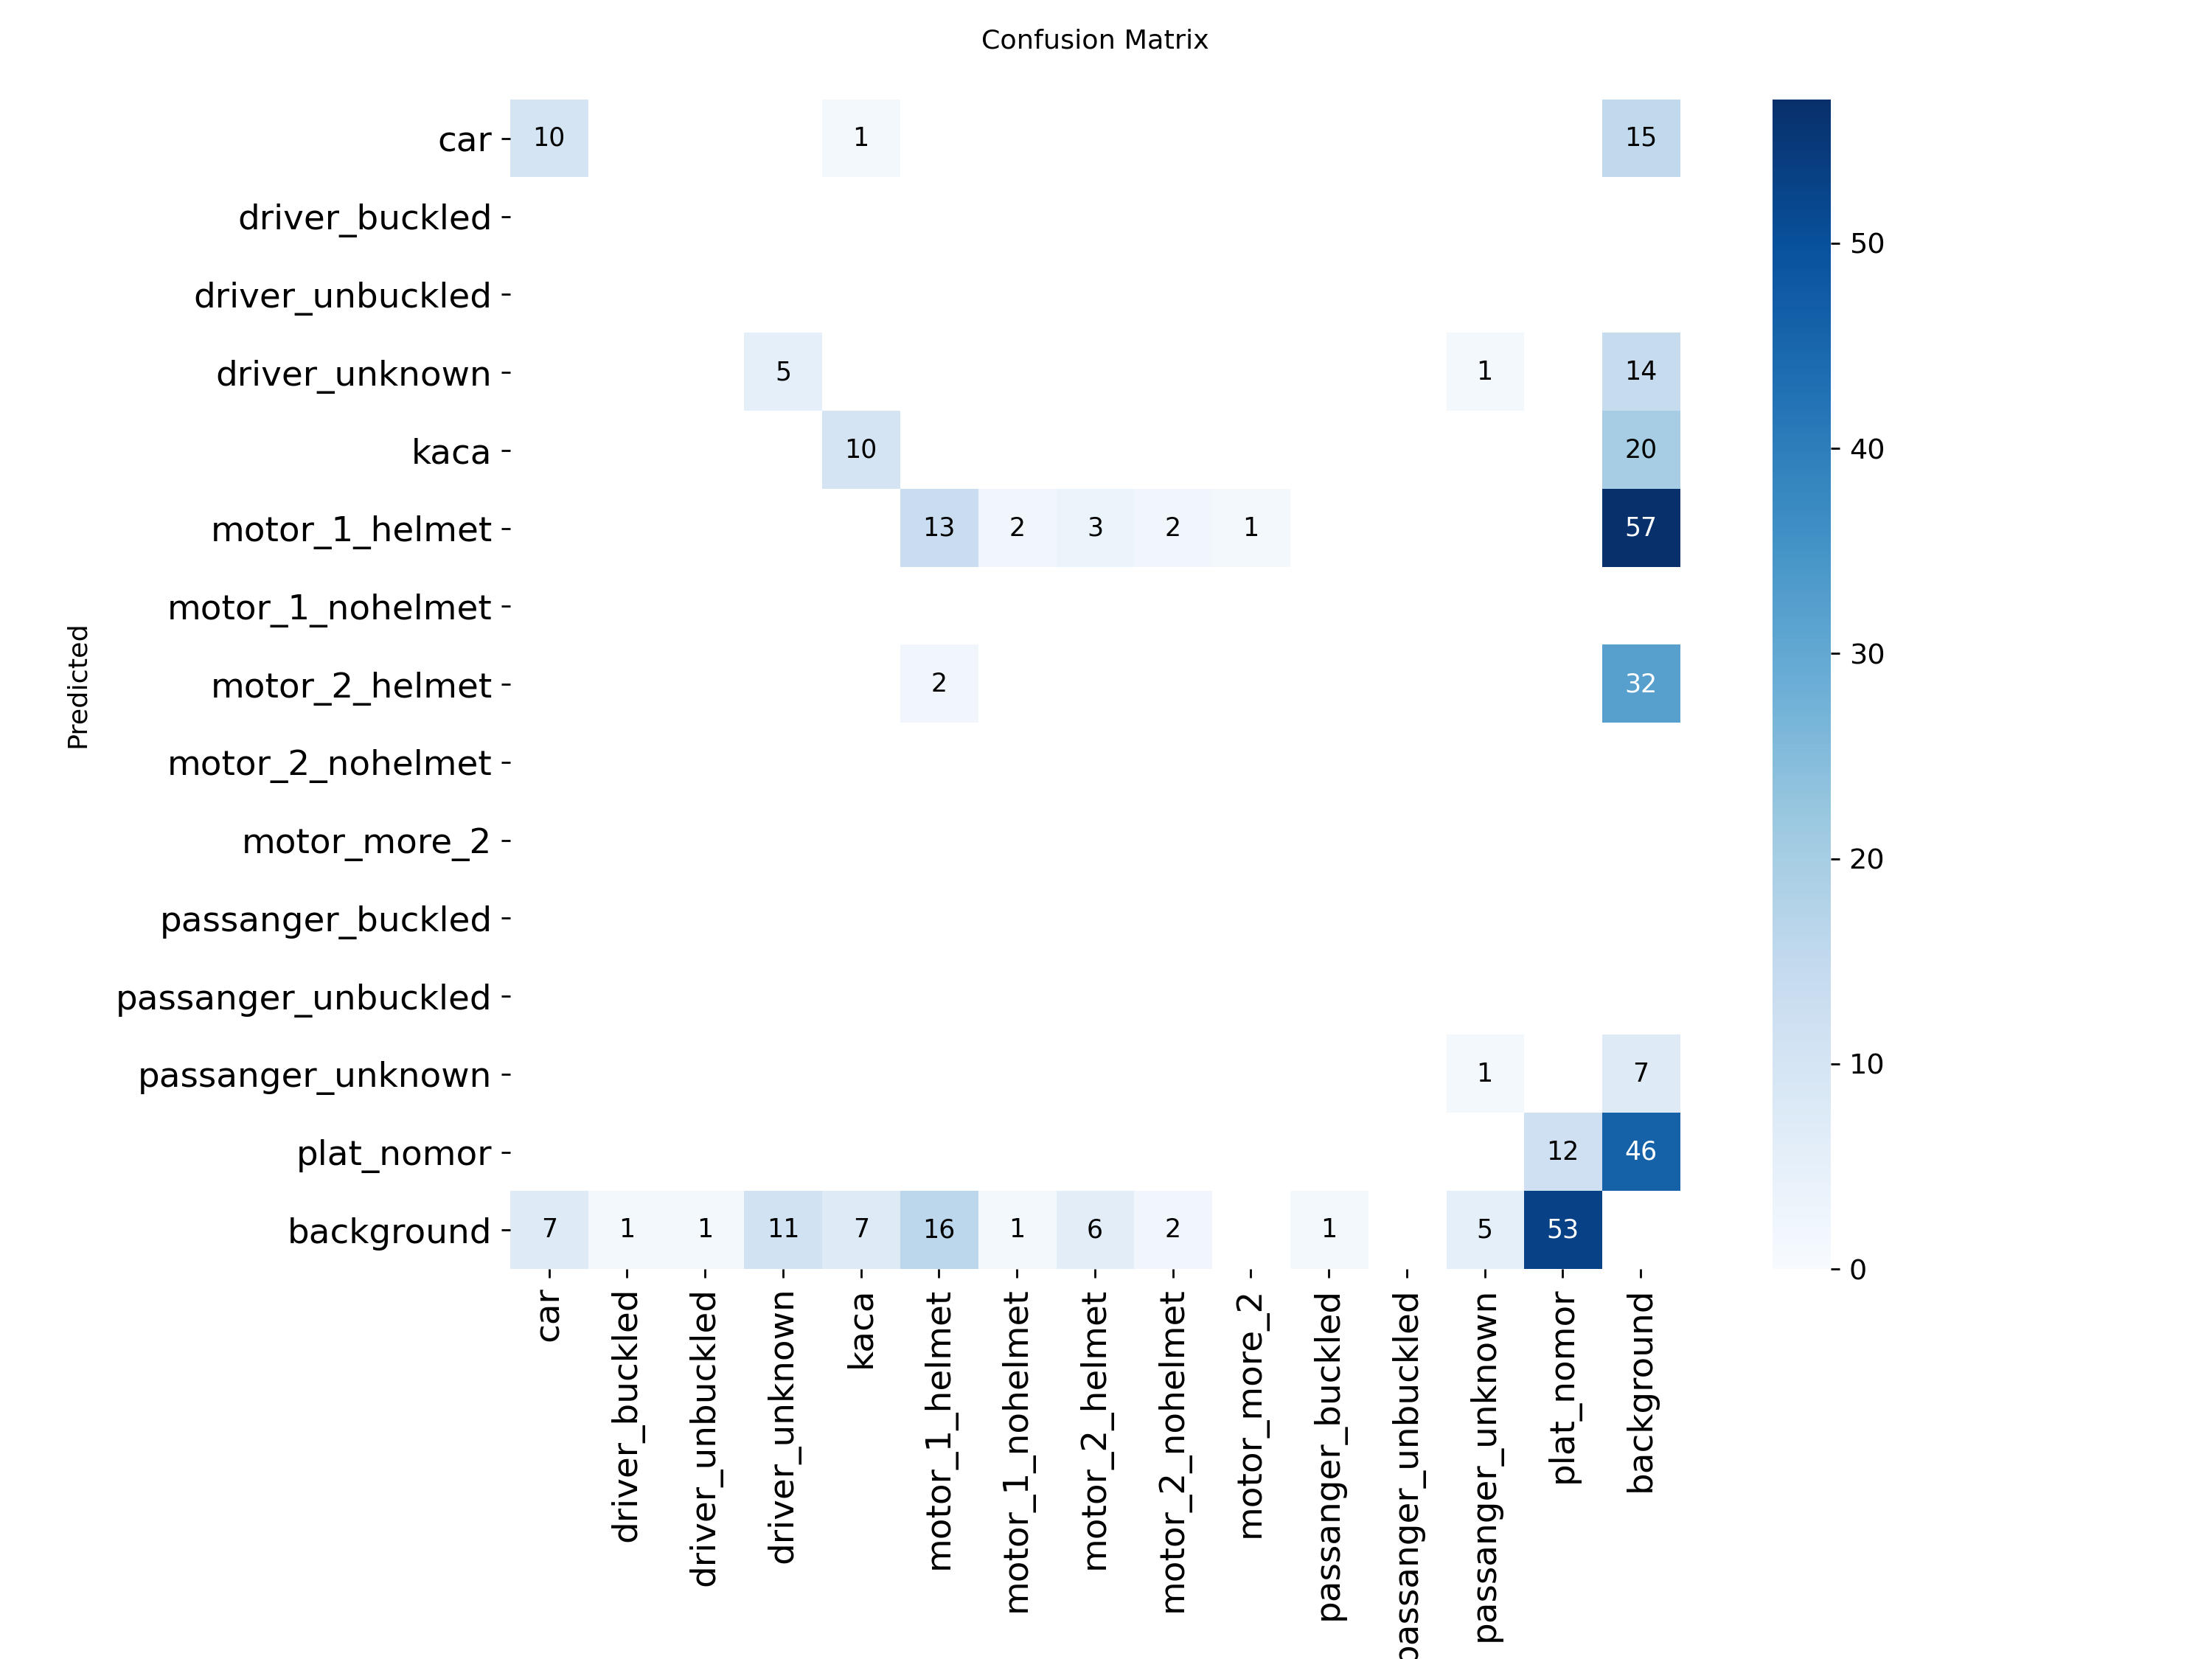 Confusion Matrix
car 10 1 15
driver_buckled
50
driver_unbuckled
driver_unknown 5 1 14
kaca 10 20 40
motor_1_helmet 13 2 3 2 1 57
motor_1_nohelmet
30
Predicted
motor_2_helmet 2 32
motor_2_nohelmet
motor_more_2
20
passanger_buckled
passanger_unbuckled
passanger_unknown 1 7 10
plat_nomor 12 46
background 7 1 1 11 7 16 1 6 2 1 5 53
0
car
driver_buckled
driver_unbuckled
driver_unknown
kaca
motor_1_helmet
motor_1_nohelmet
motor_2_helmet
motor_2_nohelmet
motor_more_2
passanger_buckled
passanger_unbuckled
passanger_unknown
plat_nomor
background